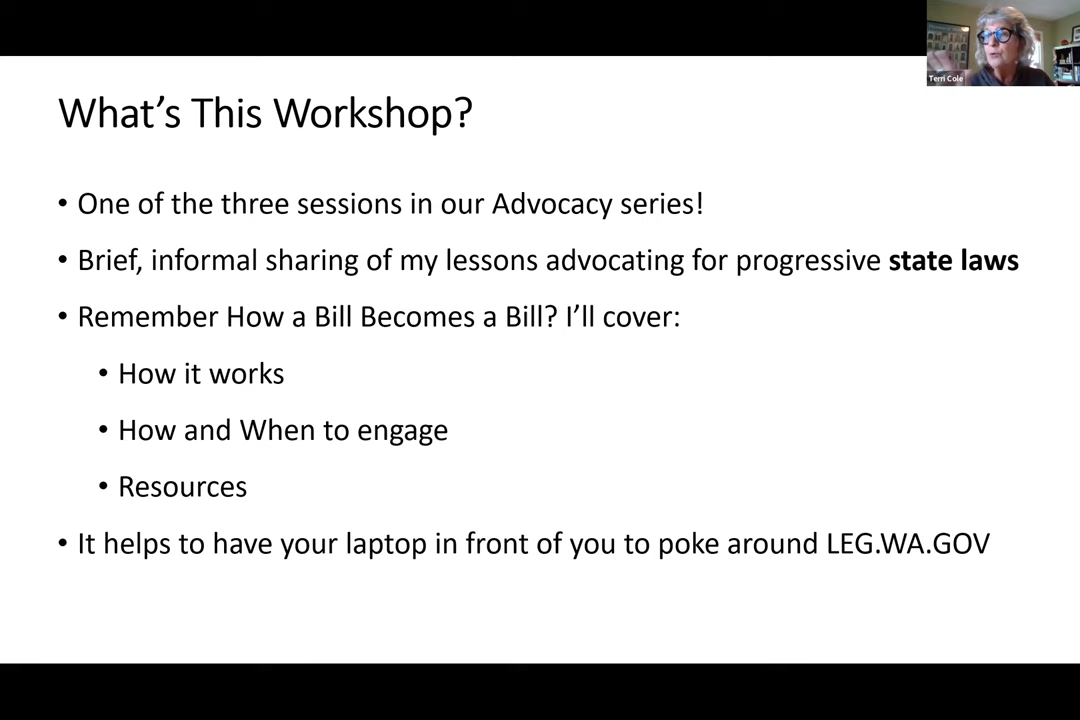 Terri Cole
What's This Workshop?
• One of the three sessions in our Advocacy series!
• Brief, informal sharing of my lessons advocating for progressive state laws
• Remember How a Bill Becomes a Bill? I'll cover:
• How it works
• How and When to engage
• Resources
• It helps to have your laptop in front of you to poke around LEG.WA.GOV